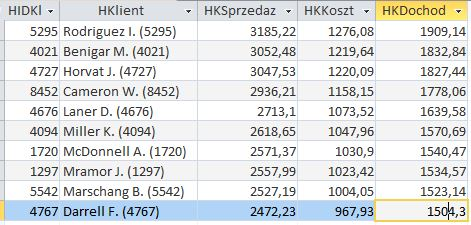 HIDKl HKlient HKSprzedaz HKKoszt HKDochod
5295 Rodriguez I. (5295) 3185,22 1276,08 1909,14
4021 Benigar M. (4021) 3052,48 1219,64 1832,84
4727 Horvat J. (4727) 3047,53 1220,09 1827,44
8452 Cameron W. (8452) 2936,21 1158,15 1778,06
4676 Laner D. (4676) 2713,1 1073,52 1639,58
4094 Miller K. (4094) 2618,65 1047,96 1570,69
1720 McDonnell A. (1720) 2571,37 1030,9 1540,47
1297 Mramor J. (1297) 2557,99 1023,42 1534,57
5542 Marschang B. (5542) 2527,19 1004,05 1523,14
4767 Darrell F. (4767) 2472,23 967,93 1504,3